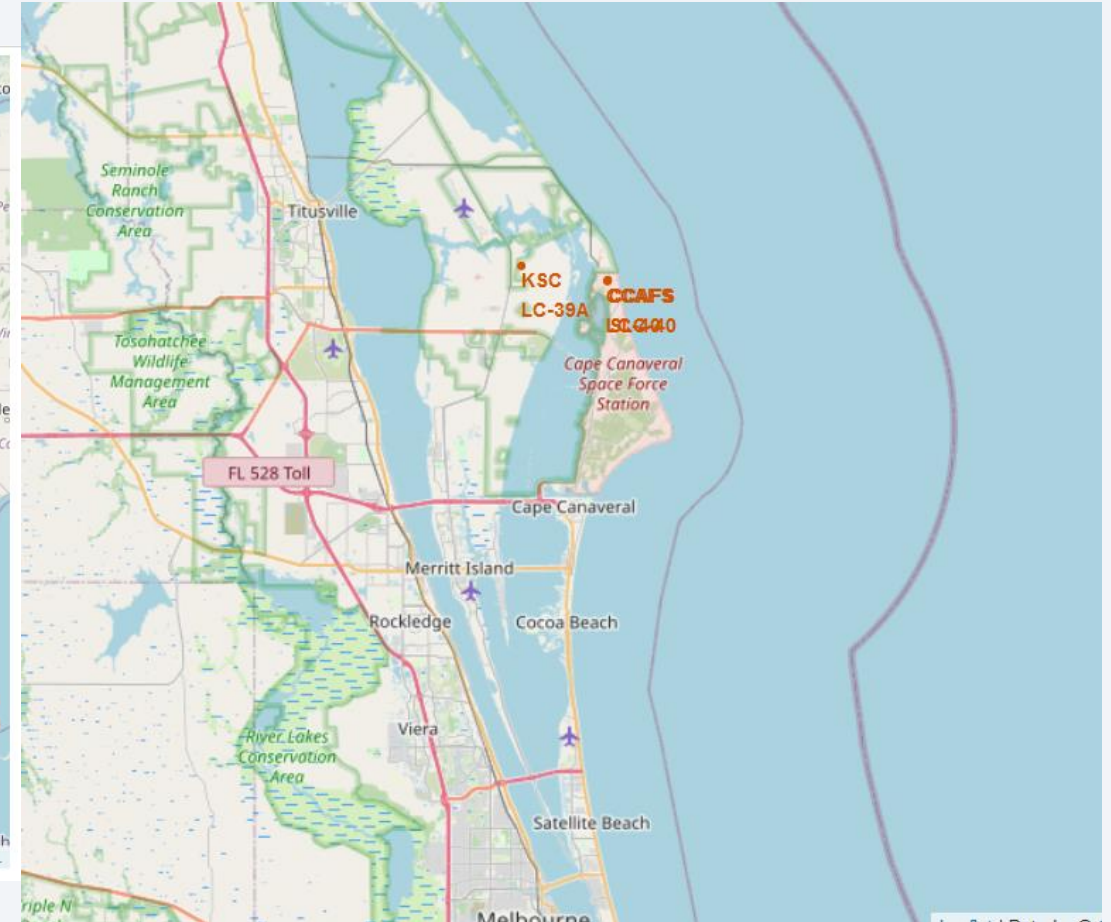 Seminole
Ranch
Conservation
Area
Titusville
KSC
LC-39A
CCAFS
Tosohatchee
Wildlife
Management
Area
Cape Canaveral
Space Force
Station
FL 528 Toll
Cape Canaveral
Merritt Island
Rockledge
Cocoa Beach
Viera
River Lakes
Conservation
Area
Satellite Beach
Melbourne